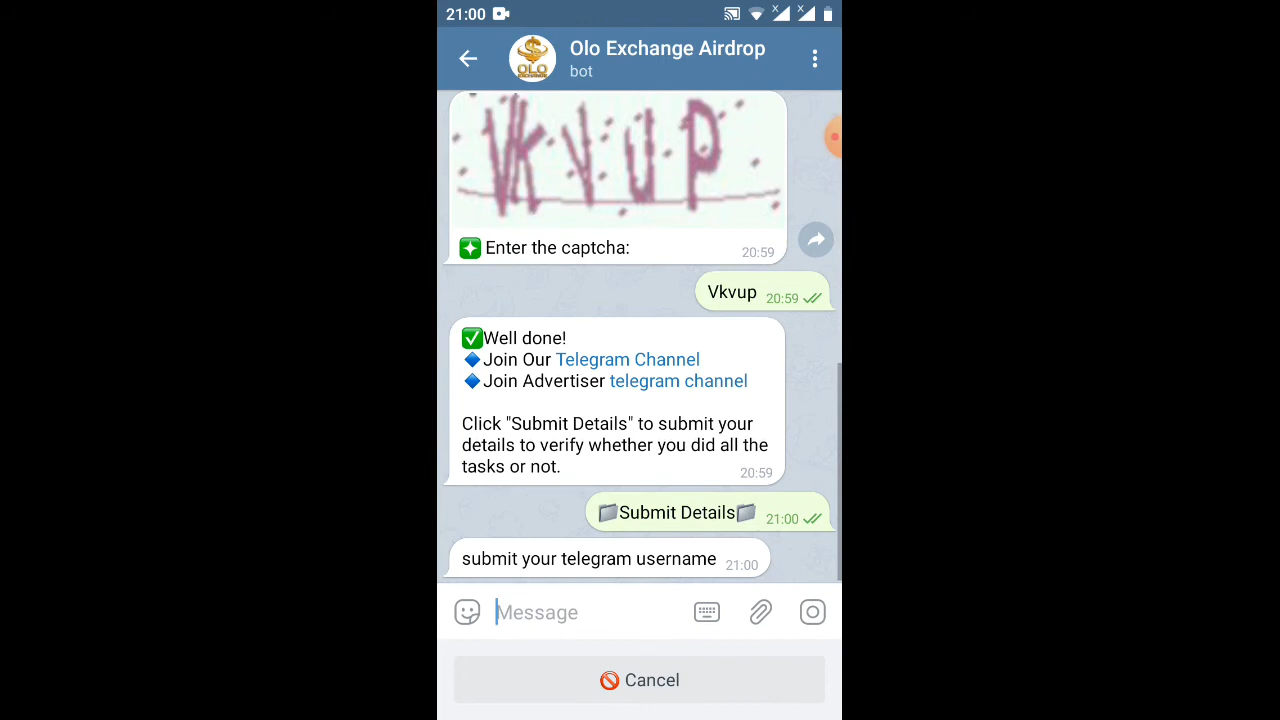 21:00
Olo Exchange Airdrop
OLO
bot
VkvUP
Enter the captcha:
20:59
Vkvup 20:59
✅Well done!
🔷Join Our Telegram Channel
🔷Join Advertiser telegram channel
Click "Submit Details" to submit your
details to verify whether you did all the
tasks or not.
20:59
📁Submit Details📁 21:00
submit your telegram username 21:00
Message
🚫 Cancel